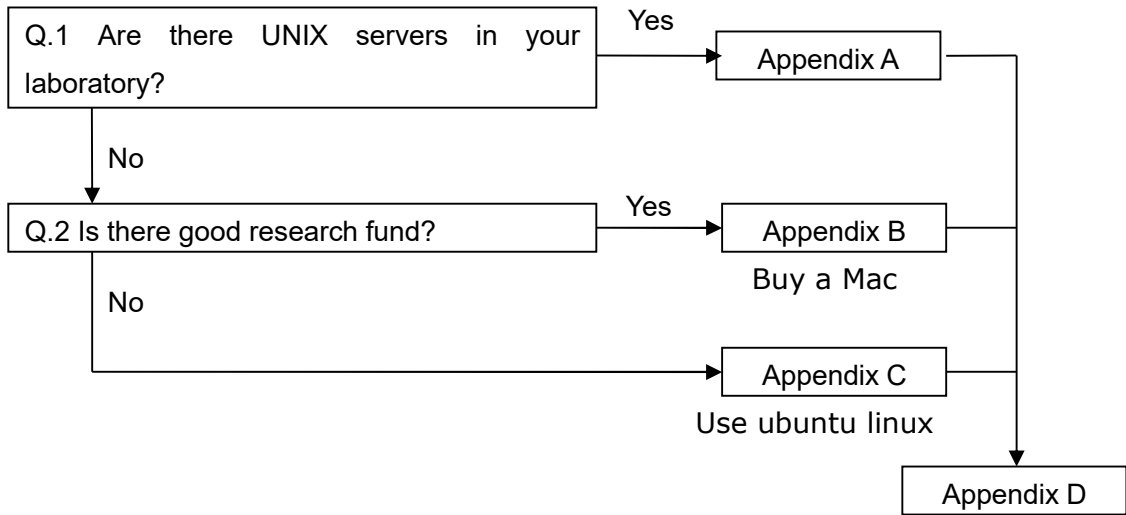 Q.1 Are there UNIX servers in your
laboratory?
Yes
Appendix A
No
Q.2 Is there good research fund?
Yes
Appendix B
Buy a Mac
No
Appendix C
Use ubuntu linux
Appendix D